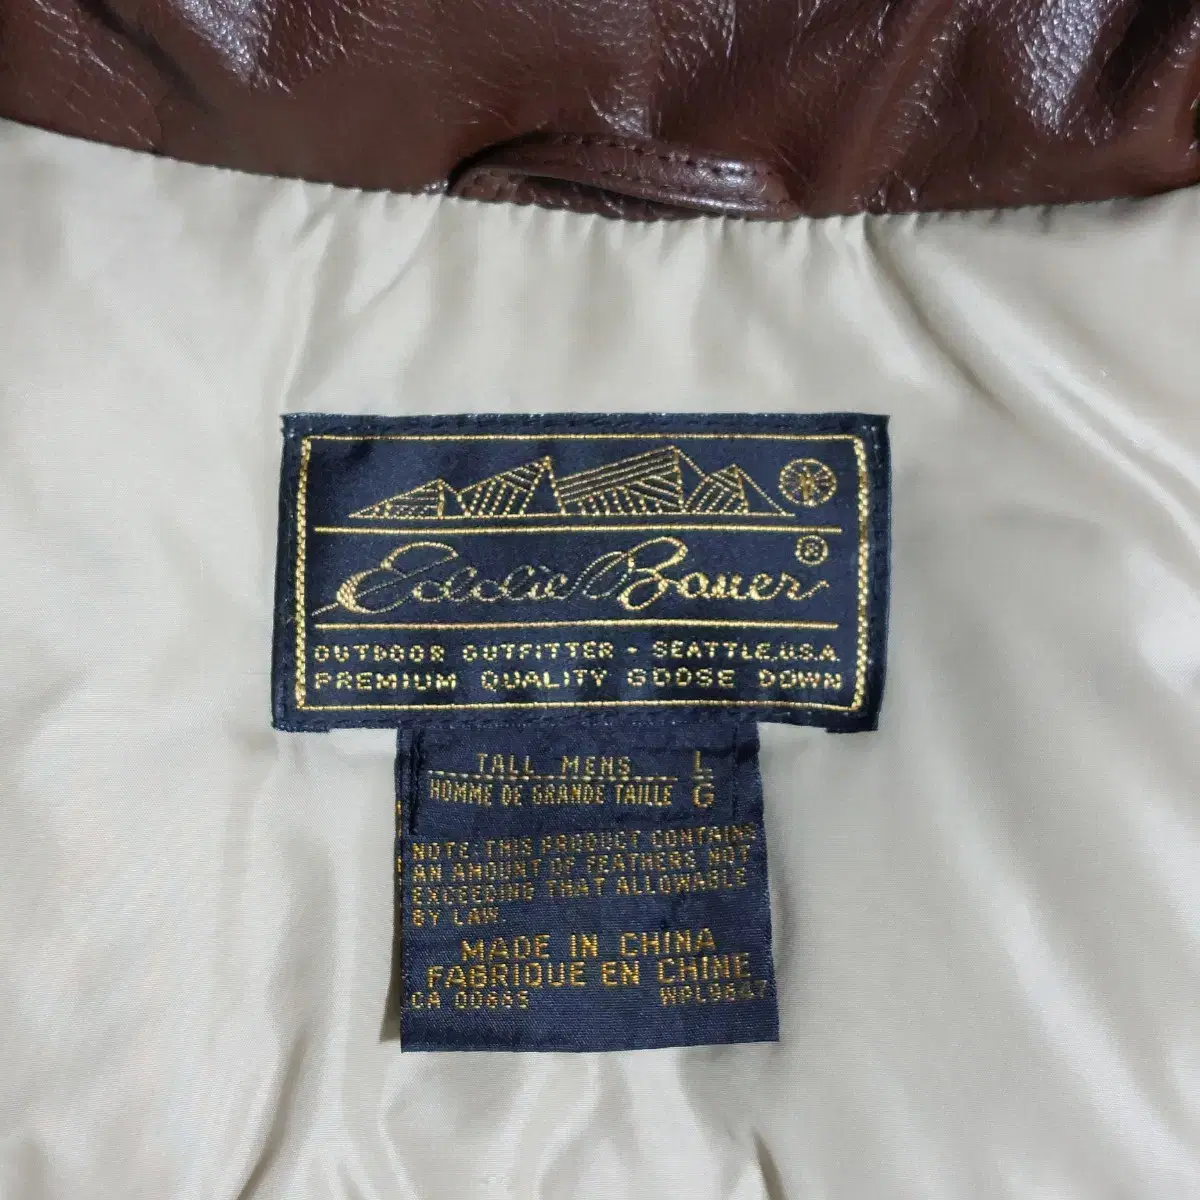 Eddie Bauer®
OUTDOOR OUTFITTER - SEATTLE, U.S.A.
PREMIUM QUALITY GOOSE DOWN
TALL MENS L
HOMME DE GRANDE TAILLE G
NOTE: THIS PRODUCT CONTAINS
AN AMOUNT OF FEATHERS NOT
EXCEEDING THAT ALLOWABLE
BY LAW.
MADE IN CHINA
FABRIQUE EN CHINE
CA